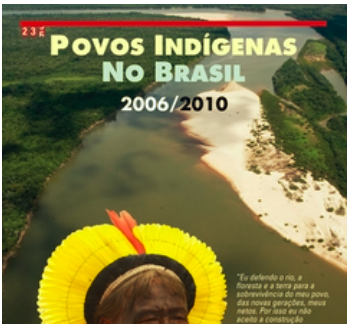 POVOS INDÍGENAS
NO BRASIL
2006/2010
"Eu defendo o rio, a
floresta e a terra para a
sobrevivência do meu povo,
das novas gerações, meus
netos. Por isso eu não
aceito a construção